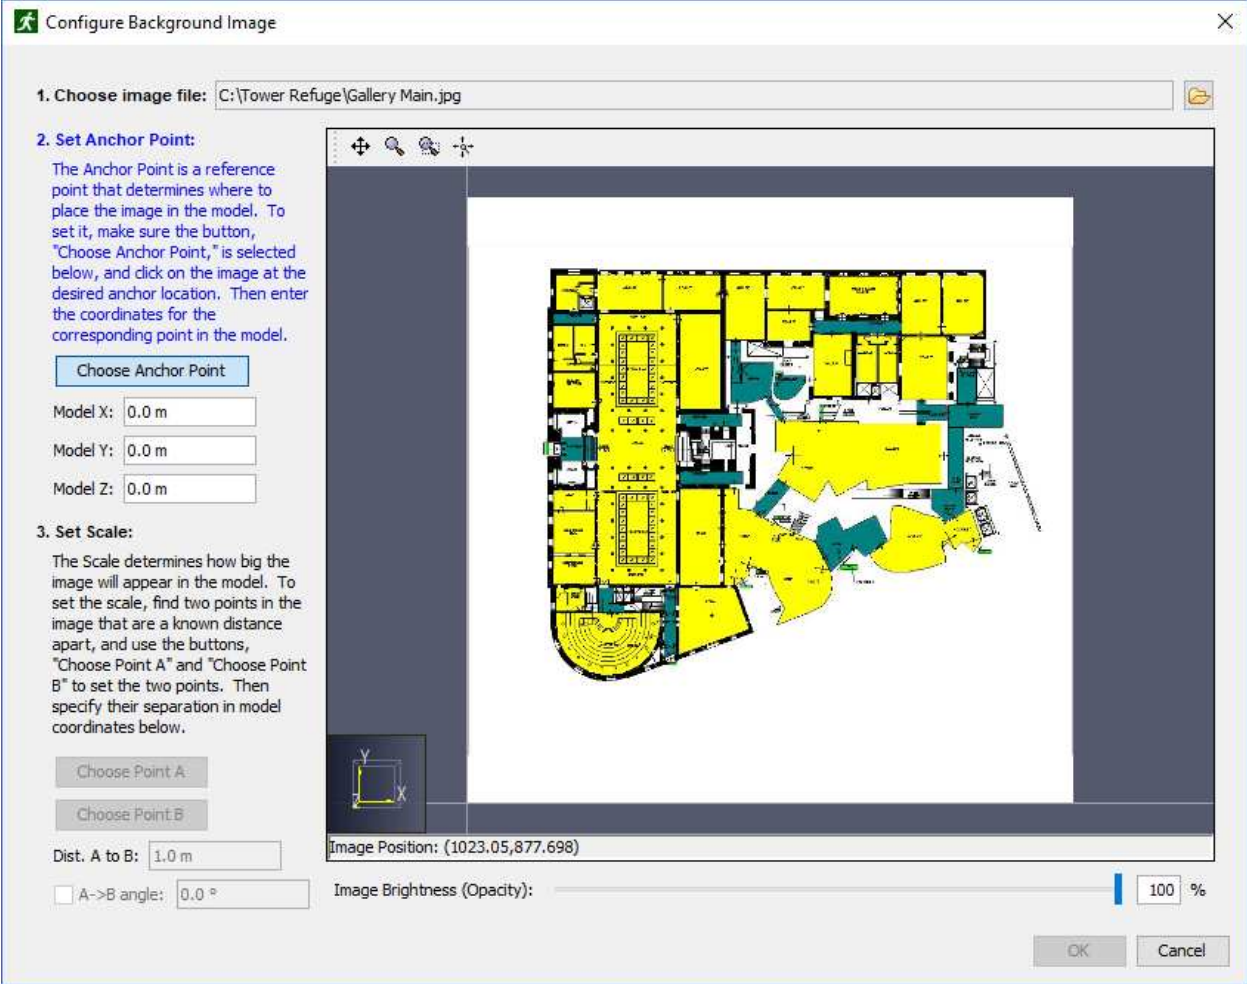 Configure Background Image
1. Choose image file:
C:\Tower Refuge\Gallery Main.jpg
2. Set Anchor Point:
The Anchor Point is a reference
point that determines where to
place the image in the model. To
set it, make sure the button,
"Choose Anchor Point," is selected
below, and click on the image at the
desired anchor location. Then enter
the coordinates for the
corresponding point in the model.
Choose Anchor Point
Model X: 0.0 m
Model Y: 0.0 m
Model Z: 0.0 m
3. Set Scale:
The Scale determines how big the
image will appear in the model. To
set the scale, find two points in the
image that are a known distance
apart, and use the buttons,
"Choose Point A" and "Choose Point
B" to set the two points. Then
specify their separation in model
coordinates below.
Choose Point A
Choose Point B
Dist. A to B: 1.0 m
A->B angle: 0.0 °
Y
Z
X
Image Position: (1023.05,877.698)
Image Brightness (Opacity): 100 %
OK
Cancel